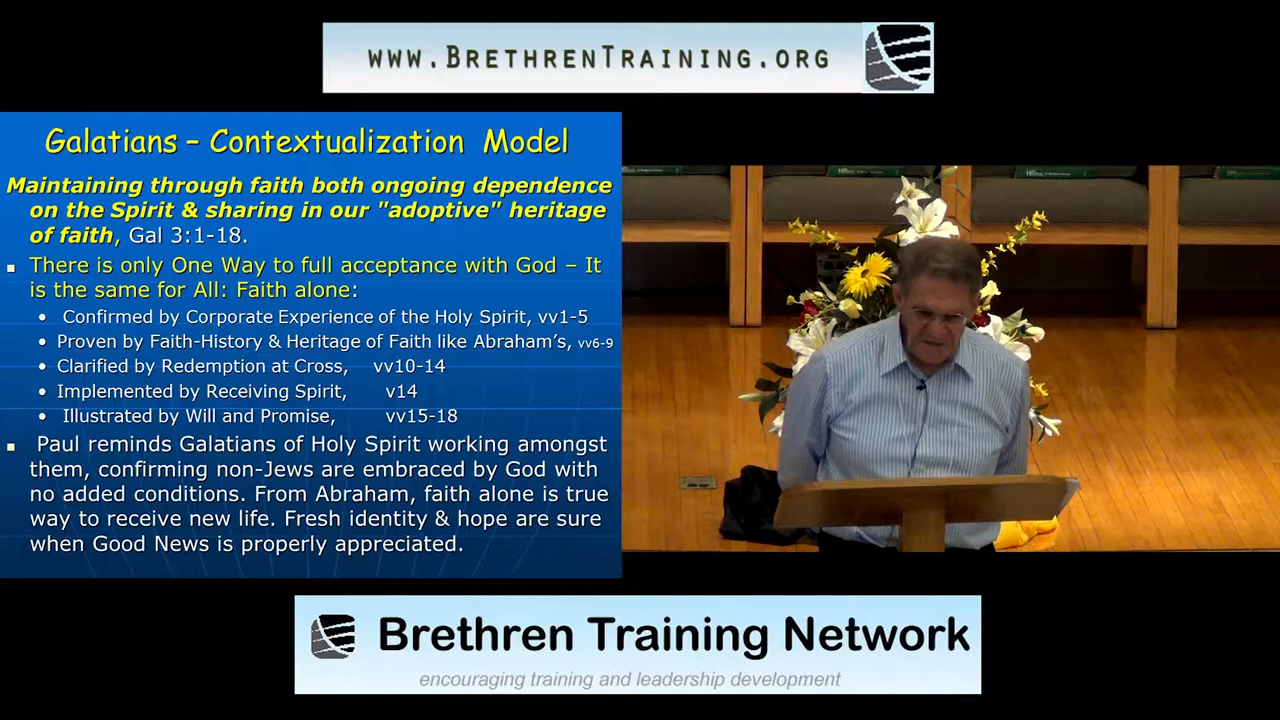 www.BrethrenTraining.org
Galatians – Contextualization Model
Maintaining through faith both ongoing dependence
on the Spirit & sharing in our "adoptive" heritage
of faith, Gal 3:1-18.
There is only One Way to full acceptance with God – It
is the same for All: Faith alone:
Confirmed by Corporate Experience of the Holy Spirit, vv1-5
Proven by Faith-History & Heritage of Faith like Abraham's, vv6-9
Clarified by Redemption at Cross, vv10-14
Implemented by Receiving Spirit, v14
Illustrated by Will and Promise, vv15-18
Paul reminds Galatians of Holy Spirit working amongst
them, confirming non-Jews are embraced by God with
no added conditions. From Abraham, faith alone is true
way to receive new life. Fresh identity & hope are sure
when Good News is properly appreciated.
Brethren Training Network
encouraging training and leadership development